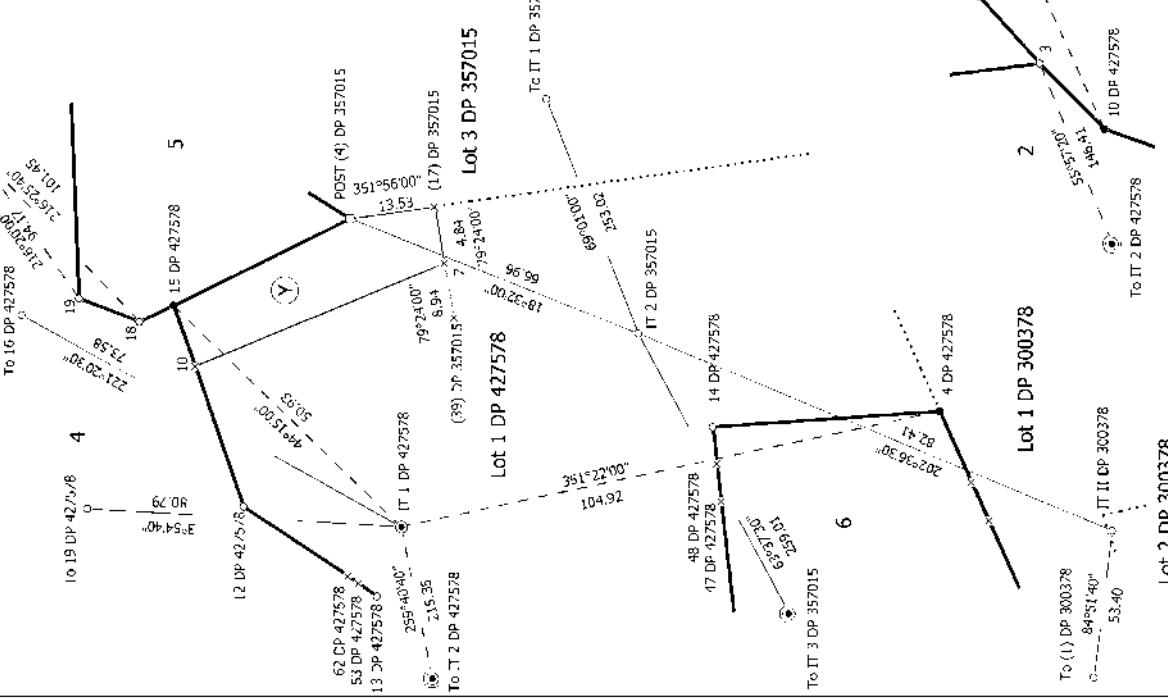 To 16 DP 427578
216°20'00"
94.17
216°25'40"
101.45
19
18
221°20'30"
73.58
15 DP 427578
5
4
To 19 DP 427578
80.79
3°54'40"
10
Y
POST (4) DP 357015
351°56'00"
13.53
(17) DP 357015
Lot 3 DP 357015
4.84
79°24'00"
7
79°24'00"
8.94
(39) DP 357015
To IT 1 DP 357
69°01'00"
253.02
66.96
18°32'00"
IT 2 DP 357015
12 DP 427578
44°15'00"
50.93
IT 1 DP 427578
Lot 1 DP 427578
62 DP 427578
53 DP 427578
13 DP 427578
259°40'40"
215.35
To IT 2 DP 427578
351°22'00"
104.92
14 DP 427578
48 DP 427578
47 DP 427578
63°37'30"
259.01
To IT 3 DP 357015
6
4 DP 427578
82.41
202°36'30"
Lot 1 DP 300378
IT II DP 300378
To (1) DP 300378
84°51'40"
53.40
Lot 2 DP 300378
2
3
10 DP 427578
55°57'20"
146.41
To IT 2 DP 427578